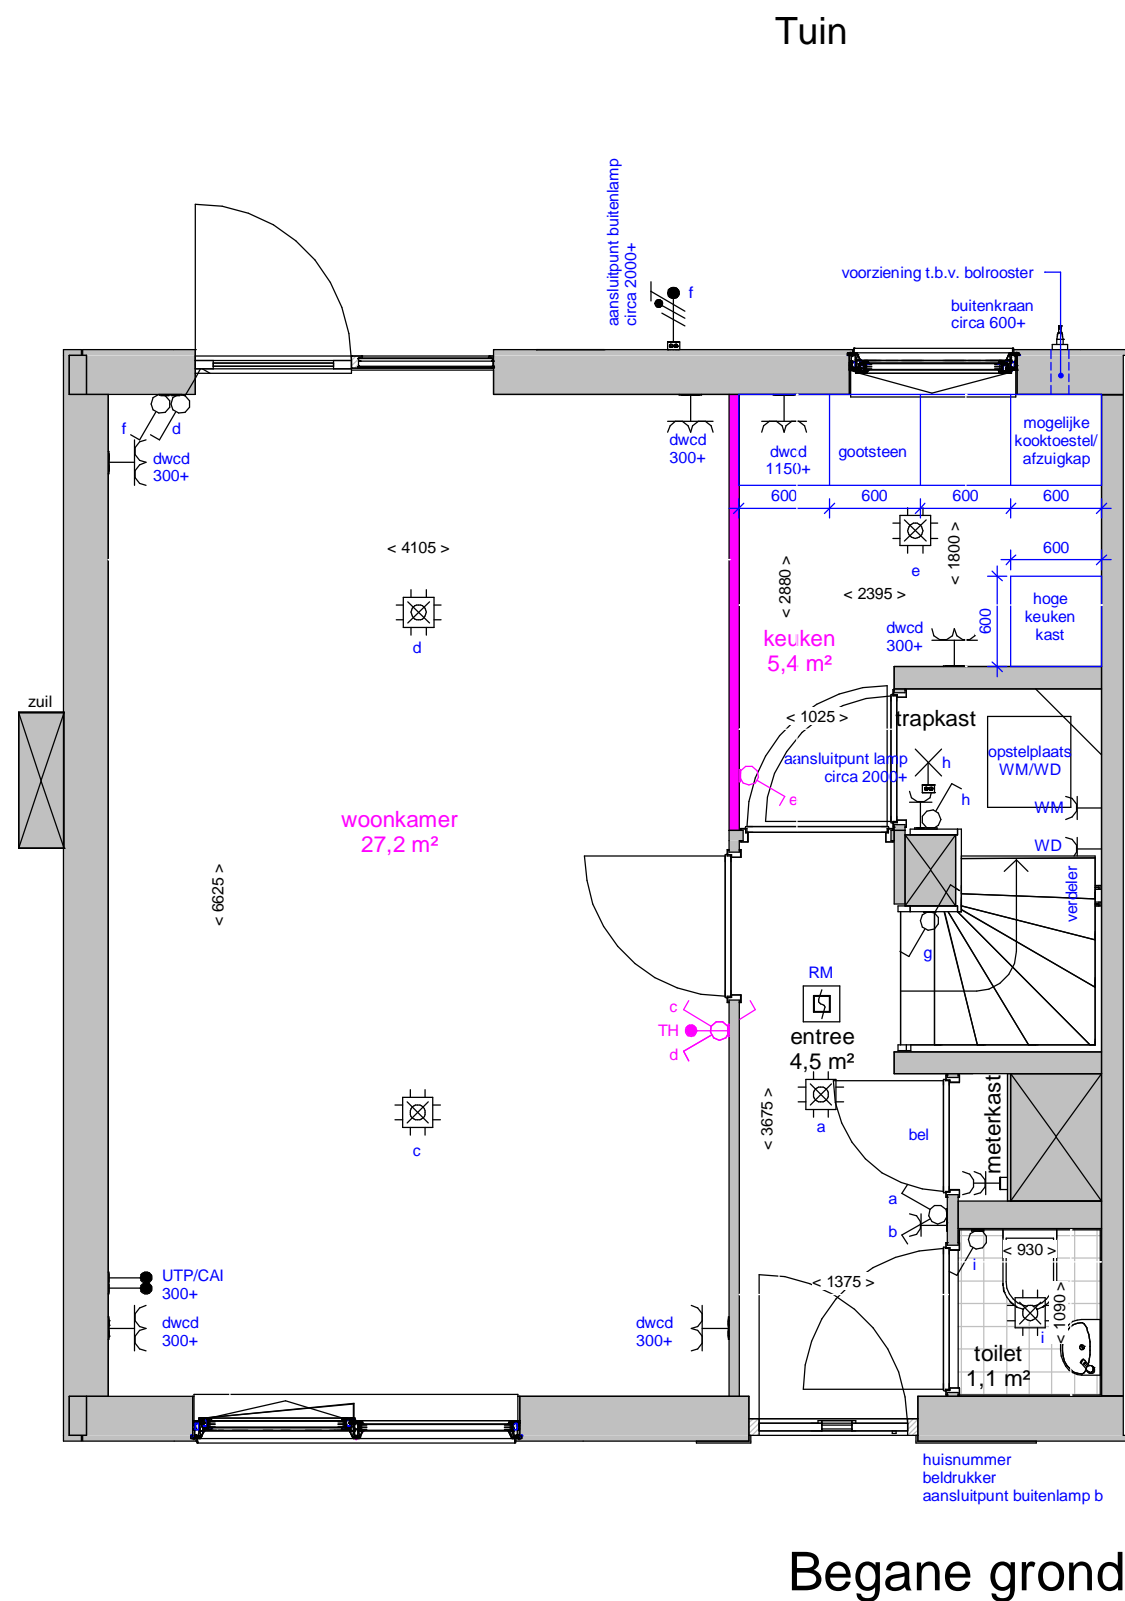 Tuin
aansluitpunt buitenlamp
circa 2000+
f
voorziening t.b.v. bolrooster
buitenkraan
circa 600+
f
d
dwcd
300+
dwcd
300+
dwcd
1150+
gootsteen
mogelijke
kooktoestel/
afzuigkap
600
600
600
600
< 4105 >
e
< 1800 >
600
< 2880 >
< 2395 >
600
hoge
keuken
kast
d
keuken
5,4 m²
dwcd
300+
zuil
< 1025 >
trapkast
aansluitpunt lamp
circa 2000+
h
opstelplaats
WM/WD
e
h
WM
woonkamer
27,2 m²
WD
verdeler
< 6625 >
g
RM
c
TH
d
entree
4,5 m²
a
< 3675 >
c
bel
meterkast
a
b
i
< 930 >
UTP/CAI
300+
< 1375 >
< 1090 >
dwcd
300+
dwcd
300+
i
toilet
1,1 m²
huisnummer
beldrukker
aansluitpunt buitenlamp b
Begane grond